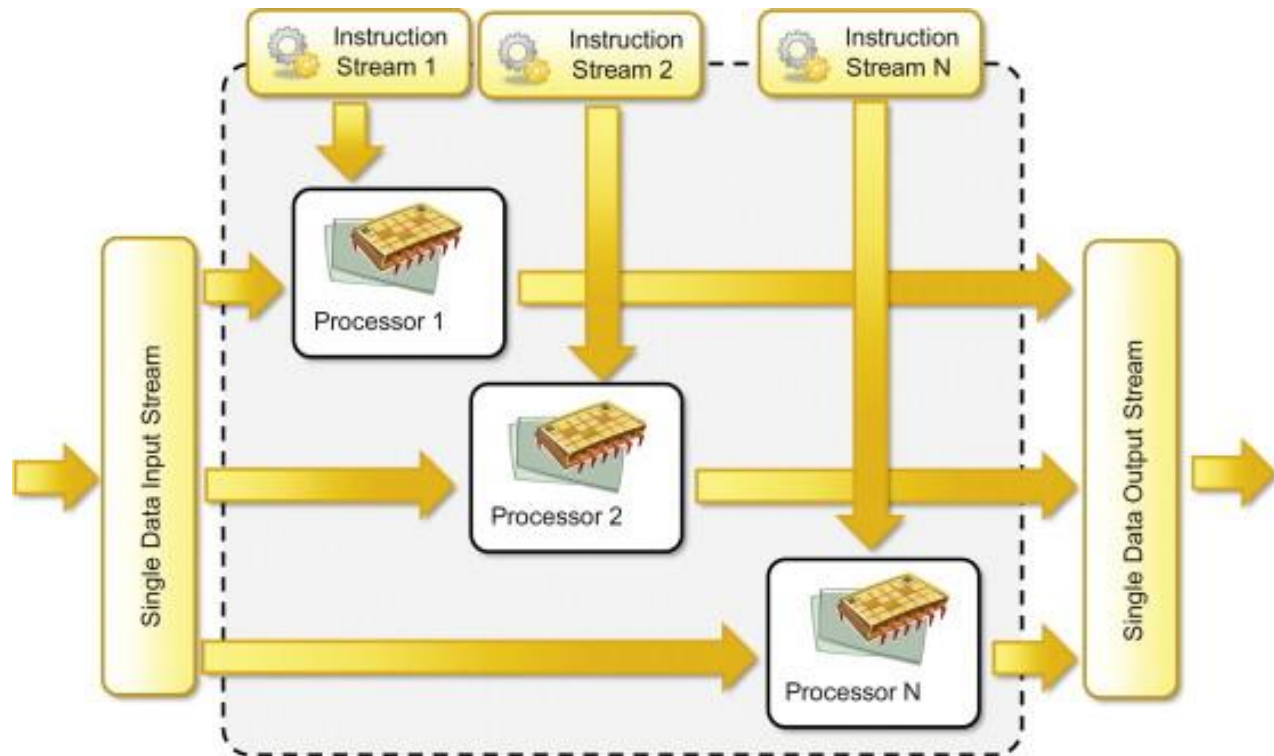 Instruction
Stream 1
Instruction
Stream 2
Instruction
Stream N
Single Data Input Stream
Processor 1
Processor 2
Processor N
Single Data Output Stream